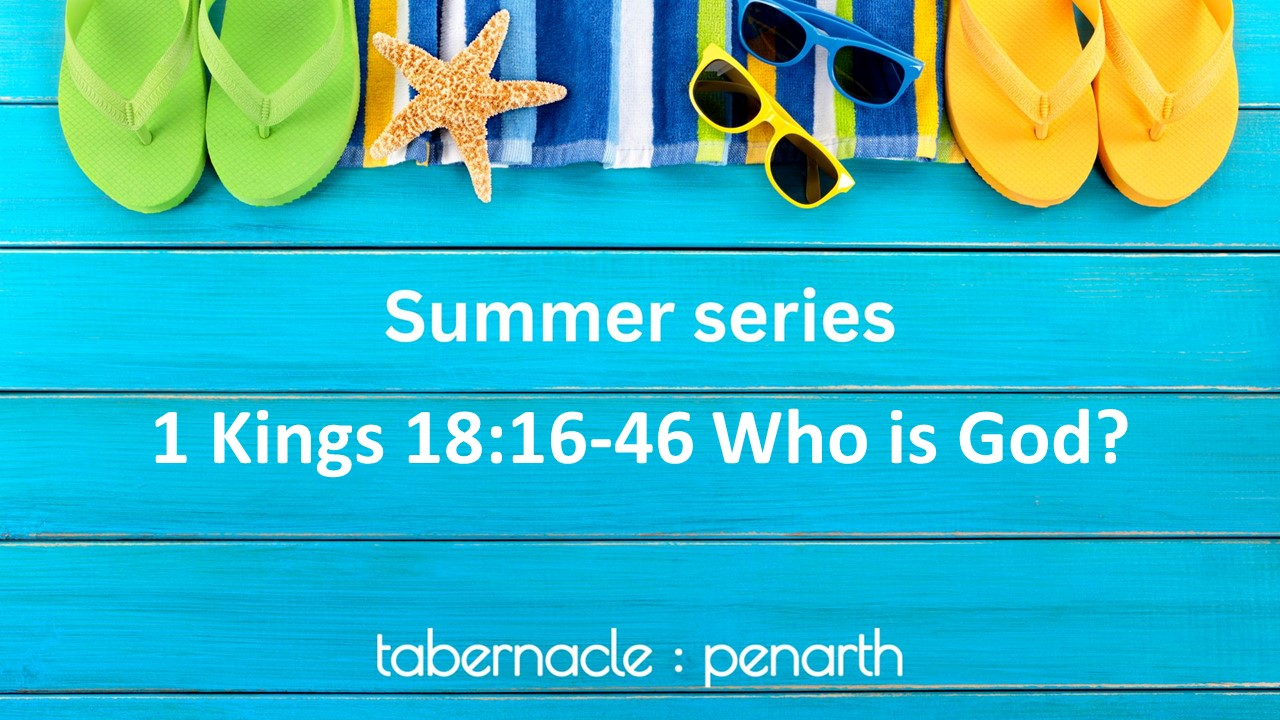 Summer series
1 Kings 18:16-46 Who is God?
tabernacle : penarth